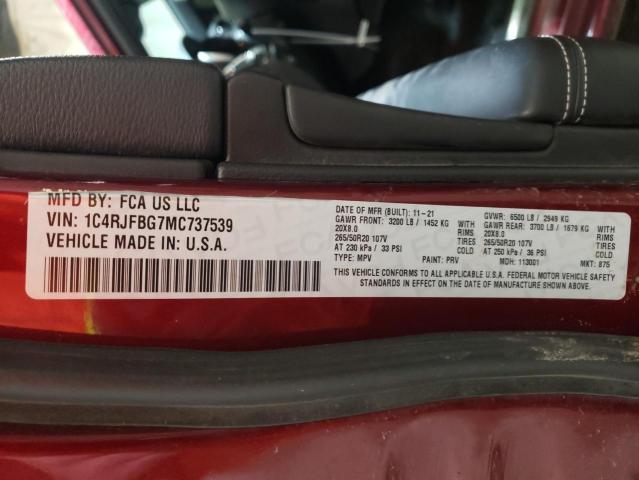 MFD BY: FCA US LLC
VIN: 1C4RJFBG7MC737539
VEHICLE MADE IN: U.S.A.
DATE OF MFR (BUILT): 11-21 GVWR: 6500 LB / 2949 KG
GAWR FRONT: 3200 LB / 1452 KG GAWR REAR: 3700 LB / 1679 KG
20X8.0 TIRES 20X8.0 TIRES
265/50R20 107V RIMS 265/50R20 107V RIMS
AT 230 kPa / 33 PSI COLD AT 250 kPa / 36 PSI COLD
TYPE: MPV PAINT: PRV MDH: 113001 MKT: 875
THIS VEHICLE CONFORMS TO ALL APPLICABLE U.S.A. FEDERAL MOTOR VEHICLE SAFETY
STANDARDS IN EFFECT ON THE DATE OF MANUFACTURE SHOWN ABOVE.